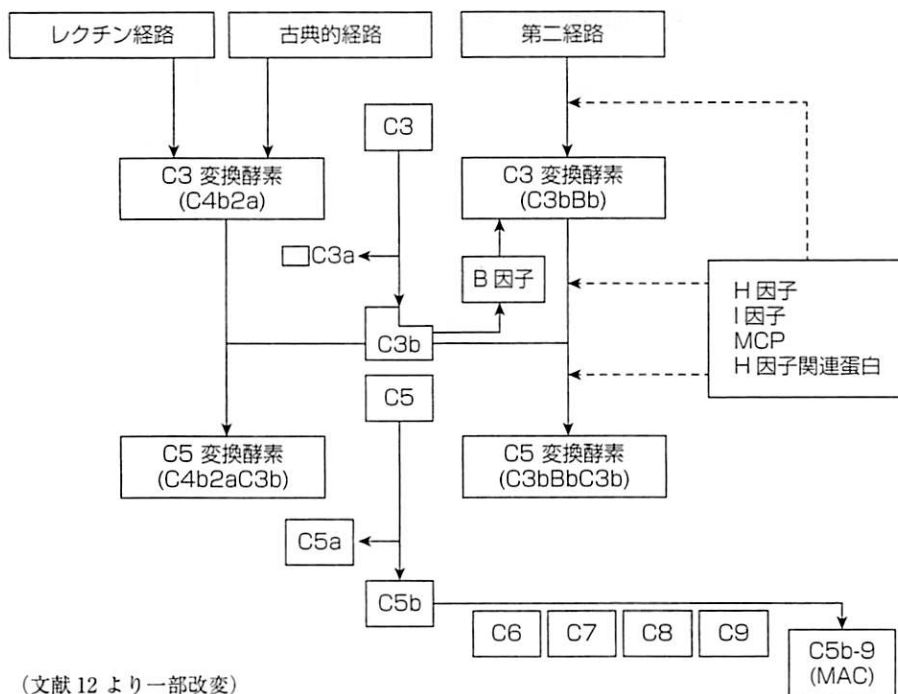 レクチン経路
古典的経路
第二経路
C3
C3 変換酵素
(C4b2a)
C3 変換酵素
(C3bBb)
C3a
B 因子
H 因子
I 因子
MCP
H 因子関連蛋白
C3b
C5
C5 変換酵素
(C4b2aC3b)
C5 変換酵素
(C3bBbC3b)
C5a
C5b
C6
C7
C8
C9
C5b-9
(MAC)
(文献 12 より一部改変)